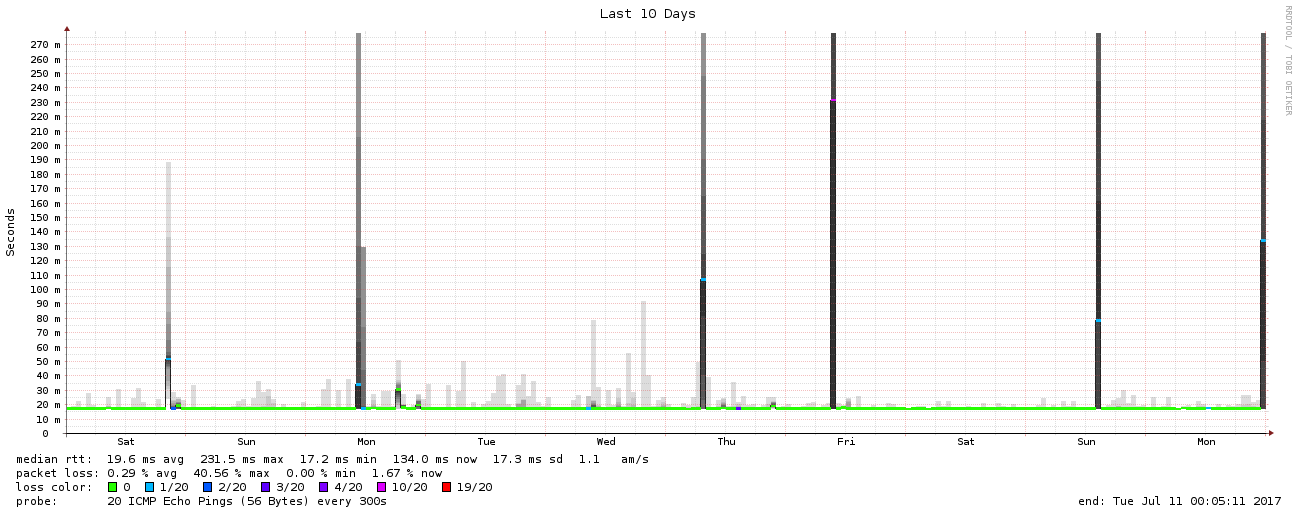 Last 10 Days
RRDTOOL / TOBI OETIKER
Seconds
270 m
260 m
250 m
240 m
230 m
220 m
210 m
200 m
190 m
180 m
170 m
160 m
150 m
140 m
130 m
120 m
110 m
100 m
90 m
80 m
70 m
60 m
50 m
40 m
30 m
20 m
10 m
0
Sat Sun Mon Tue Wed Thu Fri Sat Sun Mon
median rtt: 19.6 ms avg 231.5 ms max 17.2 ms min 134.0 ms now 17.3 ms sd 1.1 am/s
packet loss: 0.29 % avg 40.56 % max 0.00 % min 1.67 % now
loss color: 0 1/20 2/20 3/20 4/20 10/20 19/20
probe: 20 ICMP Echo Pings (56 Bytes) every 300s end: Tue Jul 11 00:05:11 2017